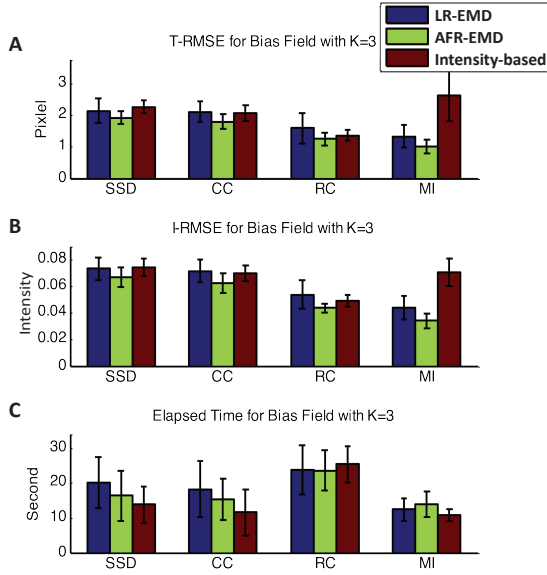 A
T-RMSE for Bias Field with K=3
LR-EMD
AFR-EMD
Intensity-based
Pixlel
3
2
1
0
SSD
CC
RC
MI
B
I-RMSE for Bias Field with K=3
Intensity
0.08
0.06
0.04
0.02
0
SSD
CC
RC
MI
C
Elapsed Time for Bias Field with K=3
Second
30
20
10
0
SSD
CC
RC
MI